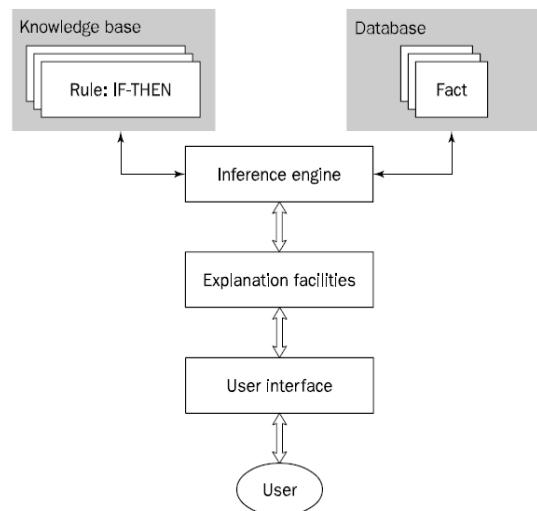 Knowledge base
Rule: IF-THEN
Database
Fact
Inference engine
Explanation facilities
User interface
User